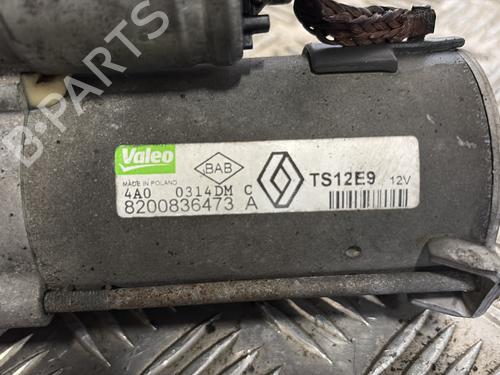 B-PARTS
Valeo
MADE IN POLAND
BAB
TS12E9
12V
4A0 0314DM C
8200836473 A